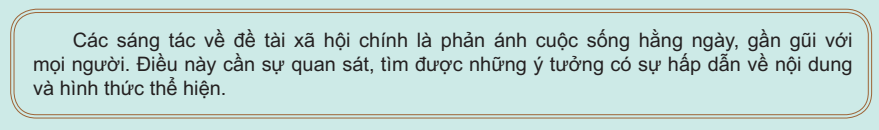 Các sáng tác về đề tài xã hội chính là phản ánh cuộc sống hằng ngày, gần gũi với
mọi người. Điều này cần sự quan sát, tìm được những ý tưởng có sự hấp dẫn về nội dung
và hình thức thể hiện.